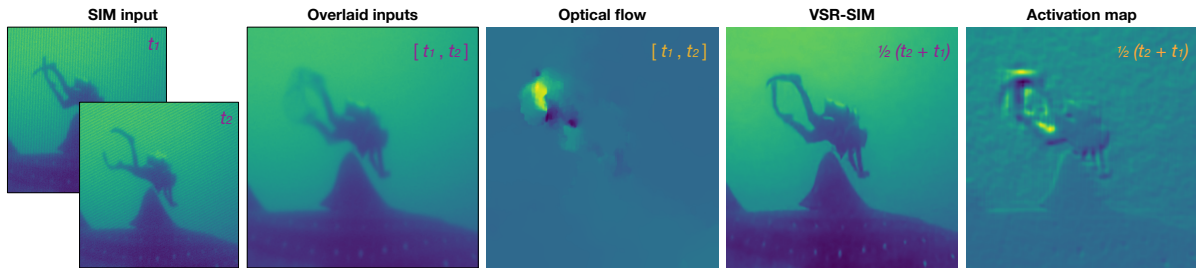 SIM input
Overlaid inputs
Optical flow
VSR-SIM
Activation map
t₁
t₂
[ t₁ , t₂ ]
[ t₁ , t₂ ]
½ (t₂ + t₁)
½ (t₂ + t₁)